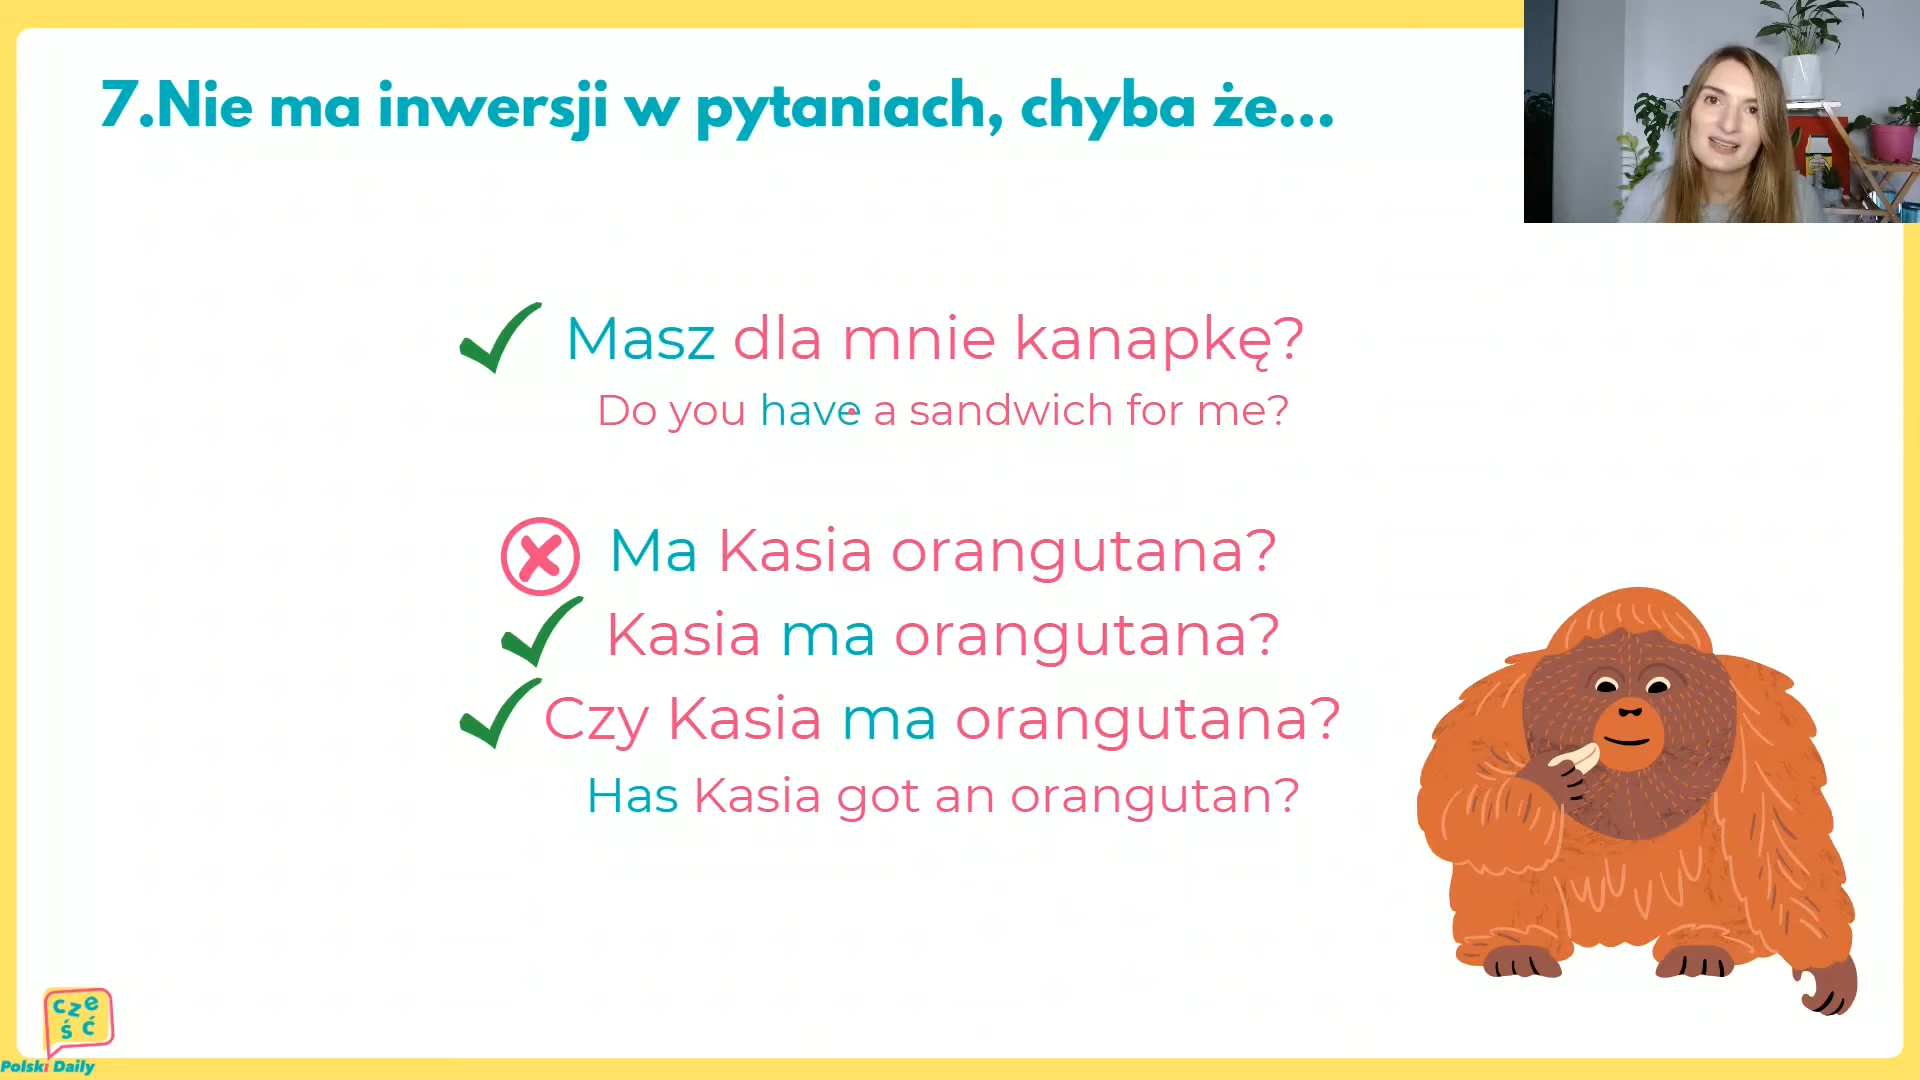 7.Nie ma inwersji w pytaniach, chyba że...
Masz dla mnie kanapkę?
Do you have a sandwich for me?
Ma Kasia orangutana?
Kasia ma orangutana?
Czy Kasia ma orangutana?
Has Kasia got an orangutan?
cze
ść
Polski Daily